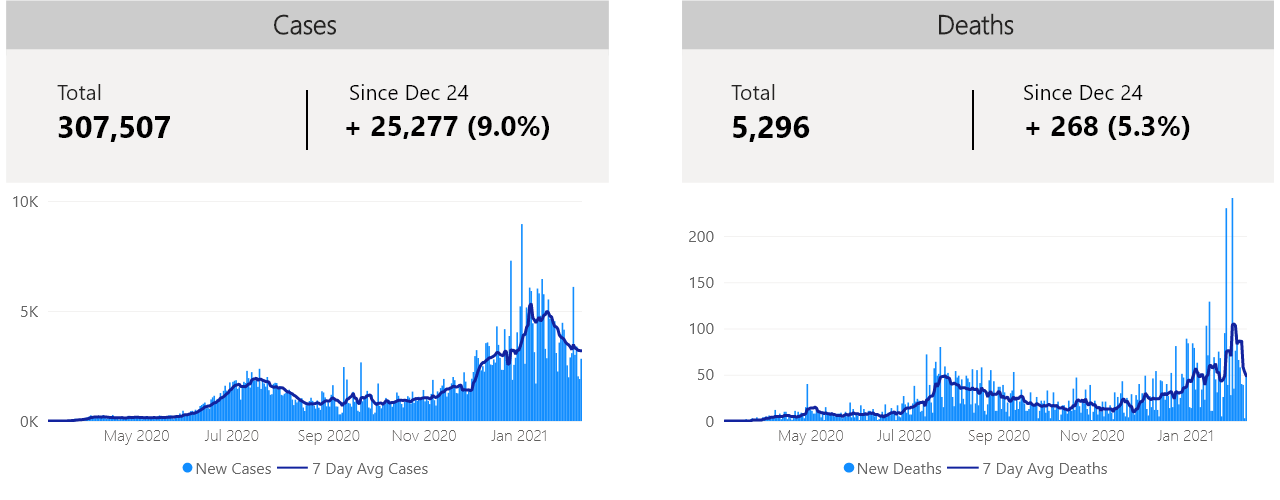 Cases
Total
307,507
Since Dec 24
+ 25,277 (9.0%)
10K
5K
0K
May 2020 Jul 2020 Sep 2020 Nov 2020 Jan 2021
New Cases 7 Day Avg Cases
Deaths
Total
5,296
Since Dec 24
+ 268 (5.3%)
200
150
100
50
0
May 2020 Jul 2020 Sep 2020 Nov 2020 Jan 2021
New Deaths 7 Day Avg Deaths